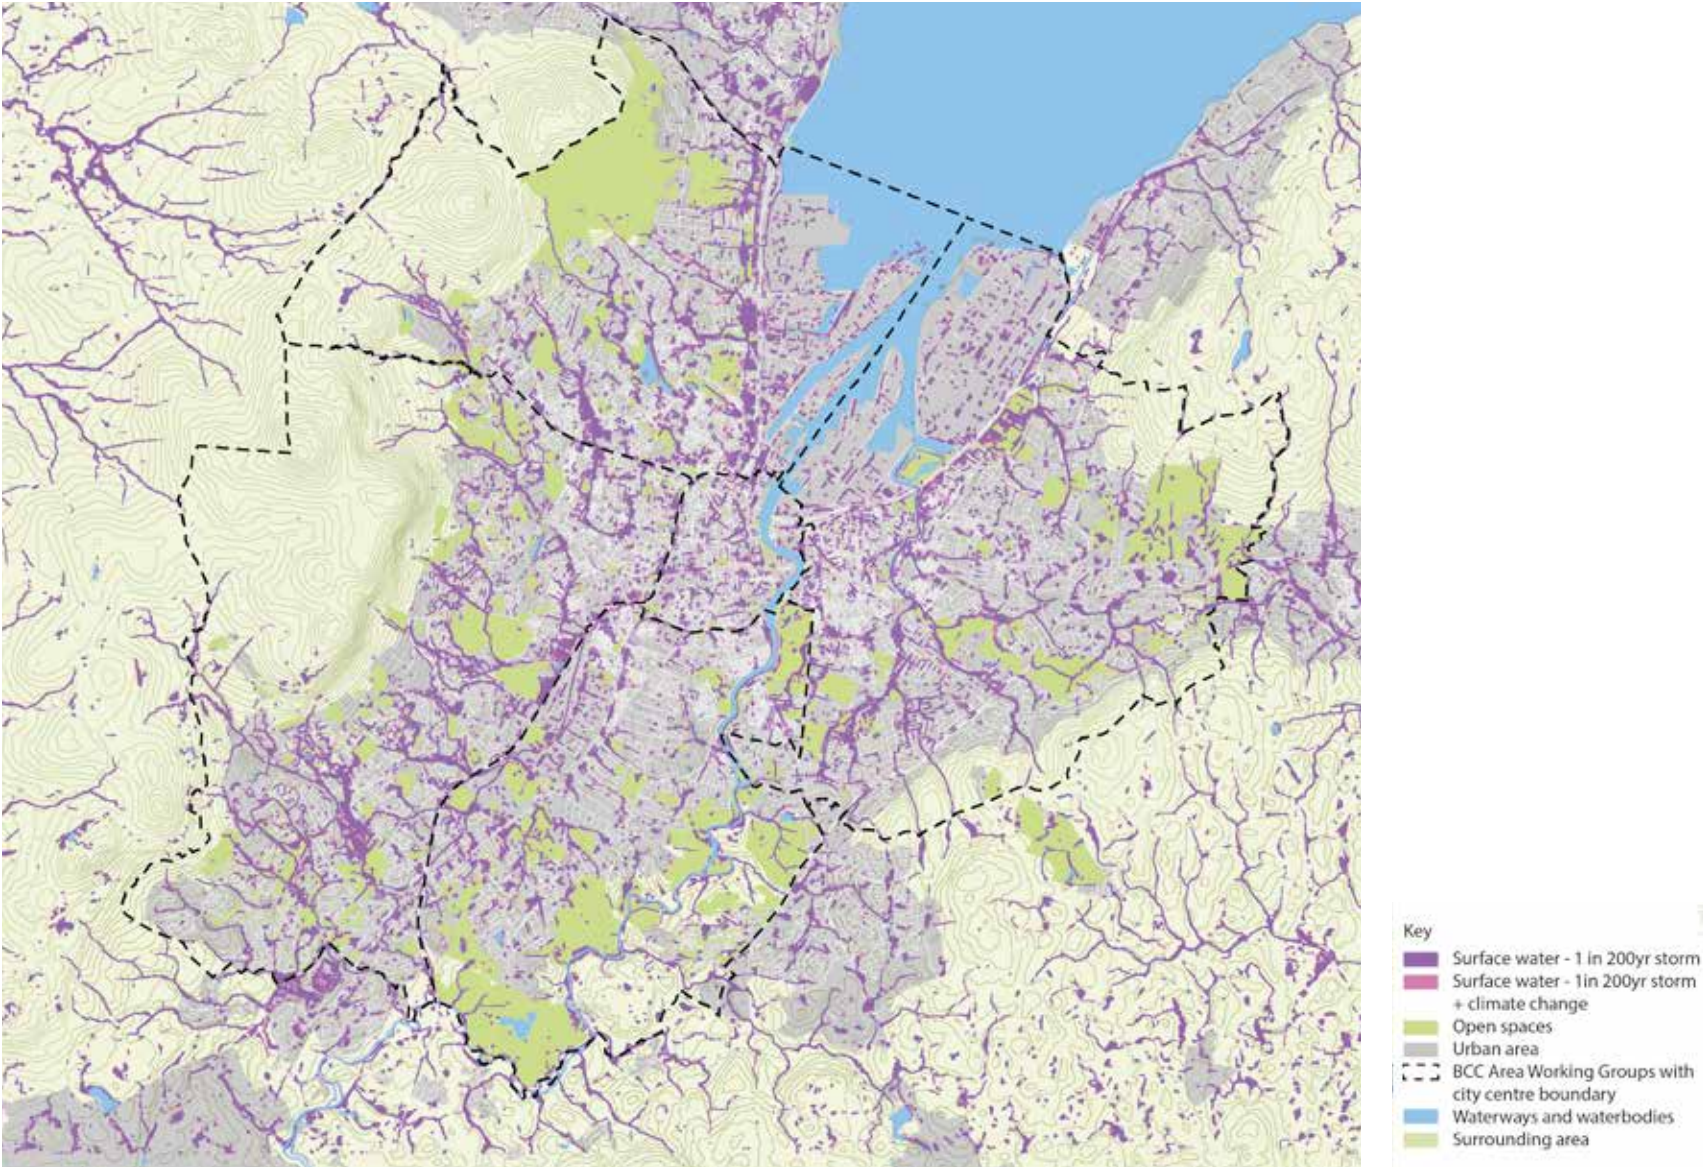 Key
Surface water - 1 in 200yr storm
Surface water - 1in 200yr storm
+ climate change
Open spaces
Urban area
BCC Area Working Groups with
city centre boundary
Waterways and waterbodies
Surrounding area